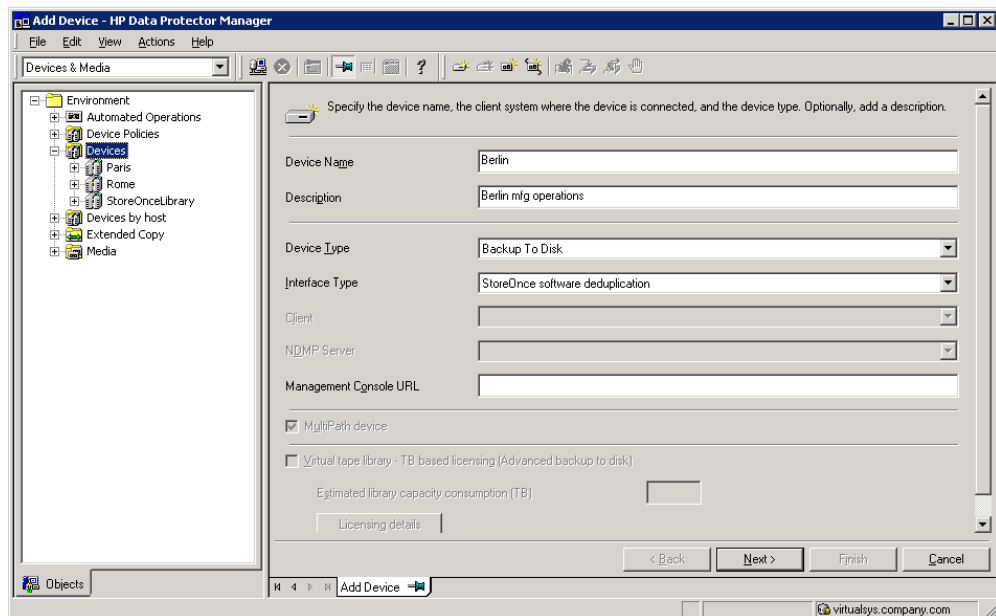 Add Device - HP Data Protector Manager
File Edit View Actions Help
Devices & Media
?
Environment
Automated Operations
Device Policies
Devices
Paris
Rome
StoreOnceLibrary
Devices by host
Extended Copy
Media
Objects
Specify the device name, the client system where the device is connected, and the device type. Optionally, add a description.
Device Name Berlin
Description Berlin mfg operations
Device Type Backup To Disk
Interface Type StoreOnce software deduplication
Client
NDMP Server
Management Console URL
MultiPath device
Virtual tape library - TB based licensing (Advanced backup to disk)
Estimated library capacity consumption (TB)
Licensing details
< Back Next > Finish Cancel
Add Device
virtualsys.company.com